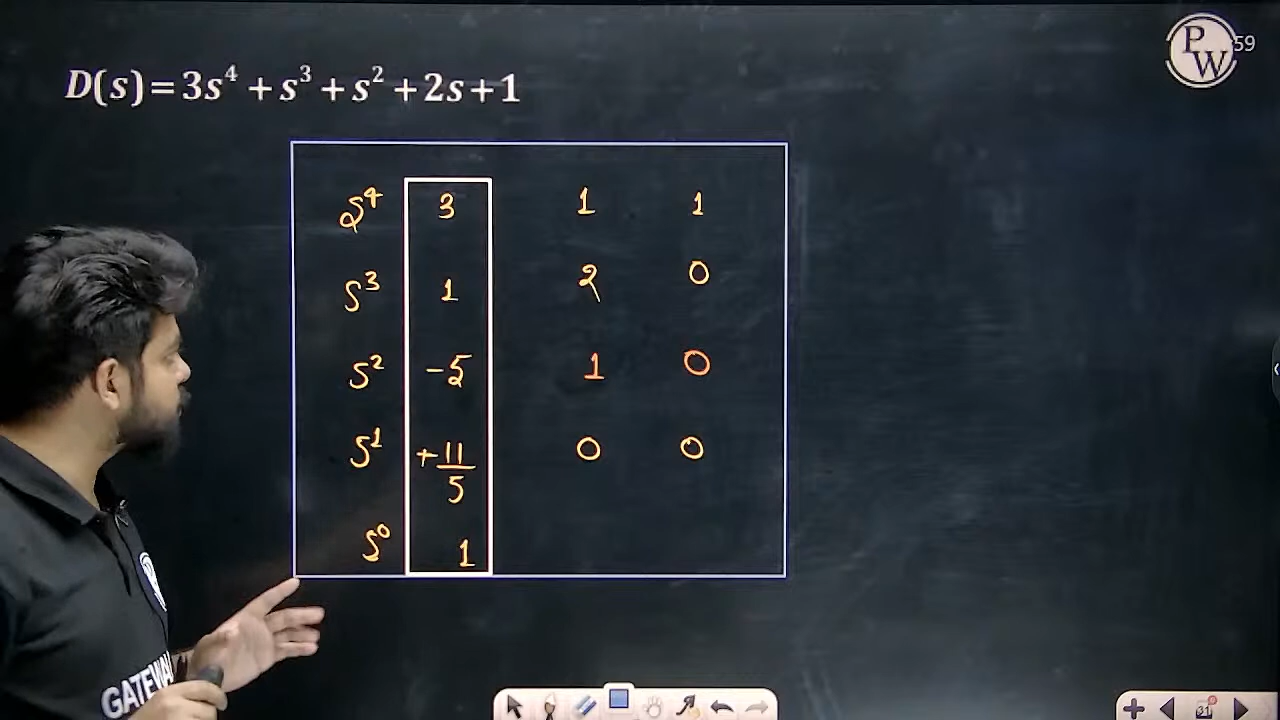 PW 59
D(s)=3s⁴+s³+s²+2s+1
S⁴ 3 1 1
S³ 1 2 0
S² -5 1 0
S¹ +11/5 0 0
S⁰ 1
GATEWA
31